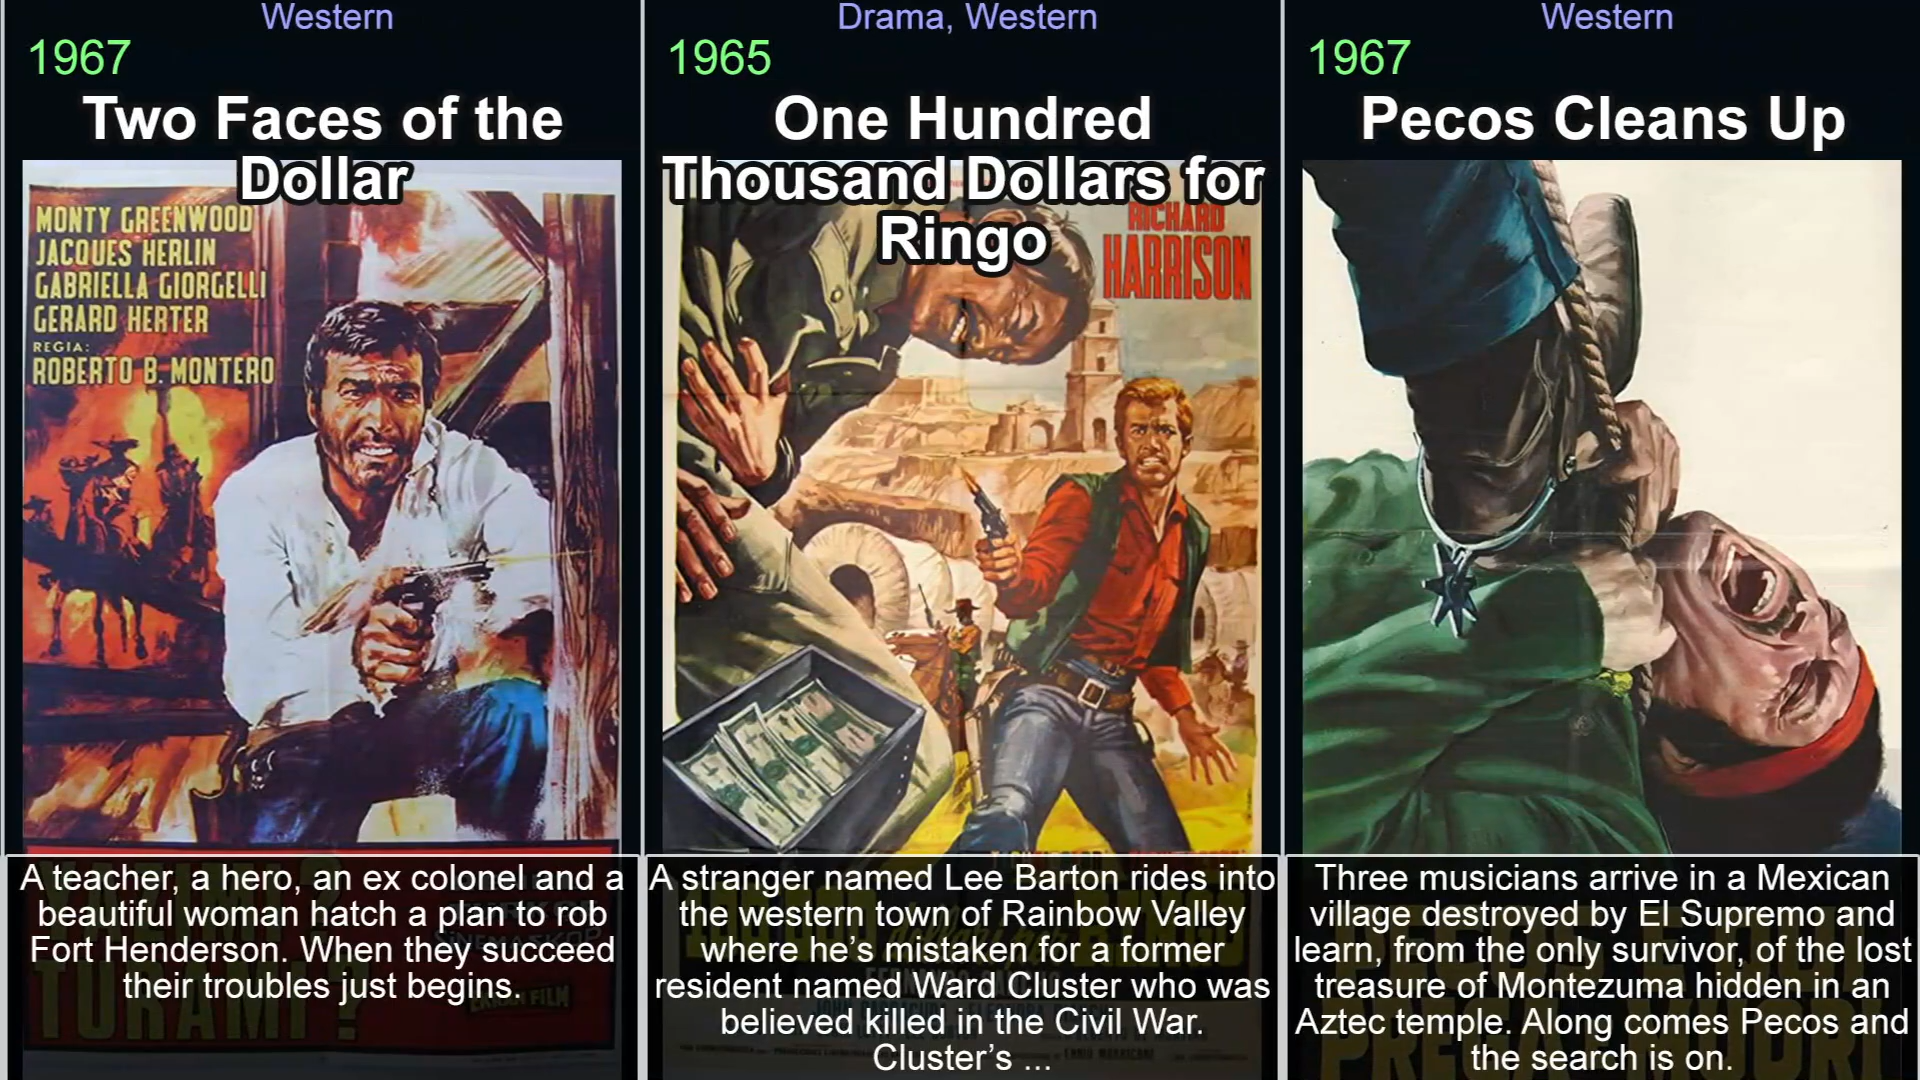 Western
1967
Two Faces of the
Dollar
MONTY GREENWOOD
JACQUES HERLIN
GABRIELLA GIORGELLI
GERARD HERTER
REGIA:
ROBERTO B. MONTERO
A teacher, a hero, an ex colonel and a
beautiful woman hatch a plan to rob
Fort Henderson. When they succeed
their troubles just begins.
Drama, Western
1965
One Hundred
Thousand Dollars for
Ringo
RICHARD
HARRISON
A stranger named Lee Barton rides into
the western town of Rainbow Valley
where he’s mistaken for a former
resident named Ward Cluster who was
believed killed in the Civil War.
Cluster’s ...
Western
1967
Pecos Cleans Up
Three musicians arrive in a Mexican
village destroyed by El Supremo and
learn, from the only survivor, of the lost
treasure of Montezuma hidden in an
Aztec temple. Along comes Pecos and
the search is on.